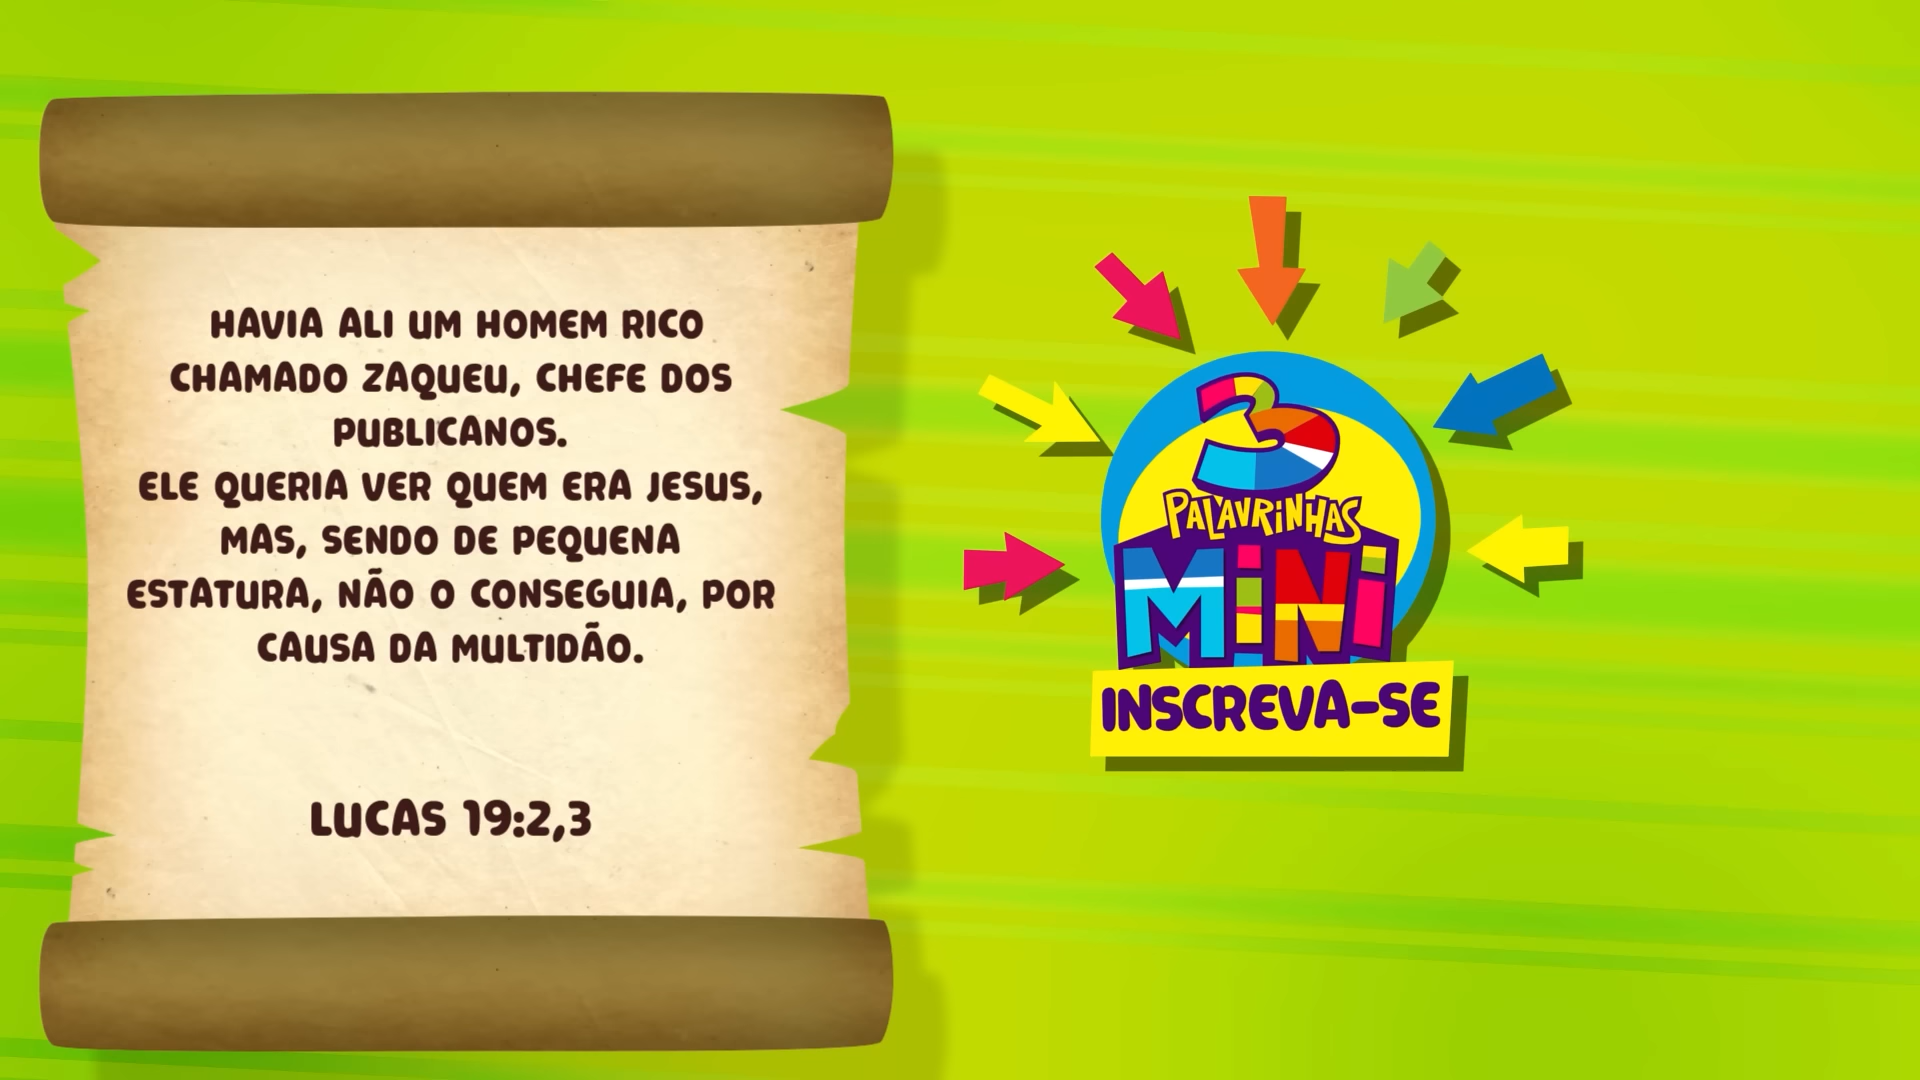 HAVIA ALI UM HOMEM RICO
CHAMADO ZAQUEU, CHEFE DOS
PUBLICANOS.
ELE QUERIA VER QUEM ERA JESUS,
MAS, SENDO DE PEQUENA
ESTATURA, NÃO O CONSEGUIA, POR
CAUSA DA MULTIDÃO.
LUCAS 19:2,3
3
PALAVRINHAS
MiNi
INSCREVA-SE